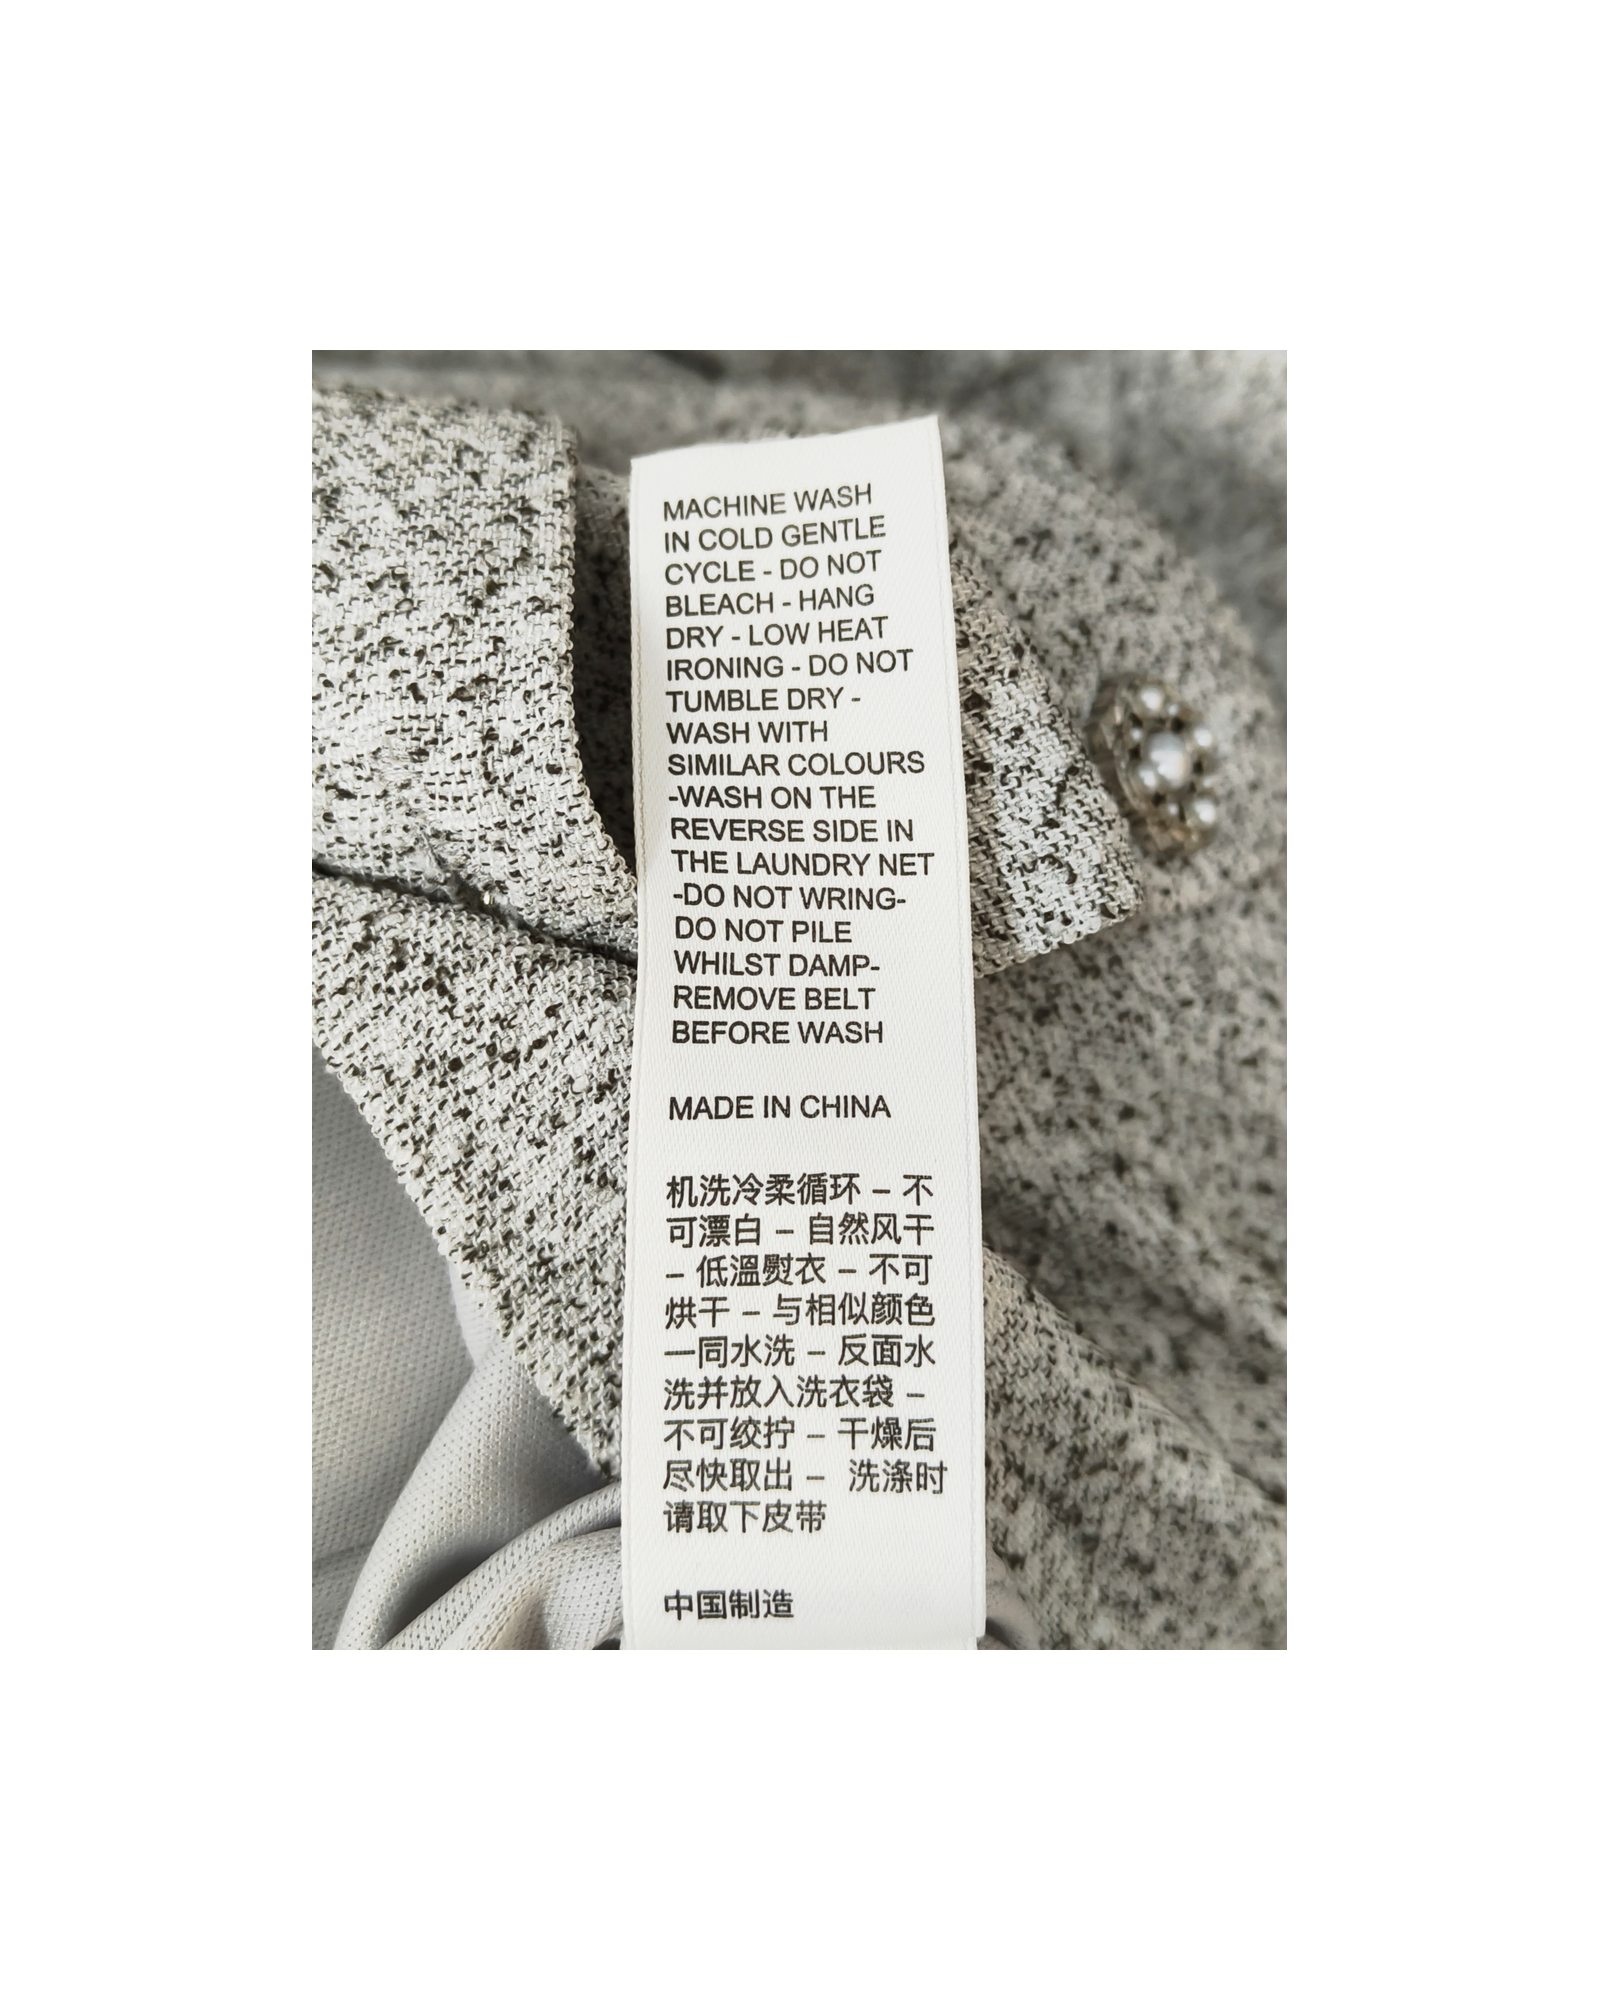 MACHINE WASH
IN COLD GENTLE
CYCLE - DO NOT
BLEACH - HANG
DRY - LOW HEAT
IRONING - DO NOT
TUMBLE DRY -
WASH WITH
SIMILAR COLOURS
-WASH ON THE
REVERSE SIDE IN
THE LAUNDRY NET
-DO NOT WRING-
DO NOT PILE
WHILST DAMP-
REMOVE BELT
BEFORE WASH
MADE IN CHINA
机洗冷柔循环 – 不
可漂白 – 自然风干
– 低溫熨衣 – 不可
烘干 – 与相似颜色
一同水洗 – 反面水
洗并放入洗衣袋 –
不可绞拧 – 干燥后
尽快取出 – 洗涤时
请取下皮带
中国制造